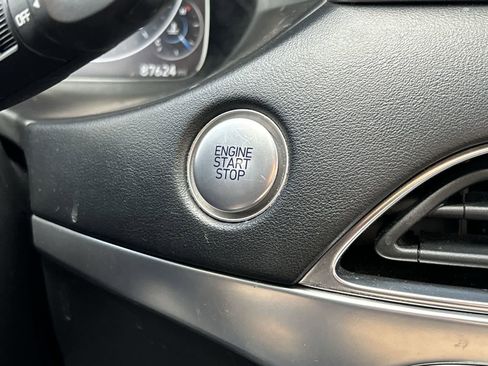 OFF
87624
ENGINE
START
STOP